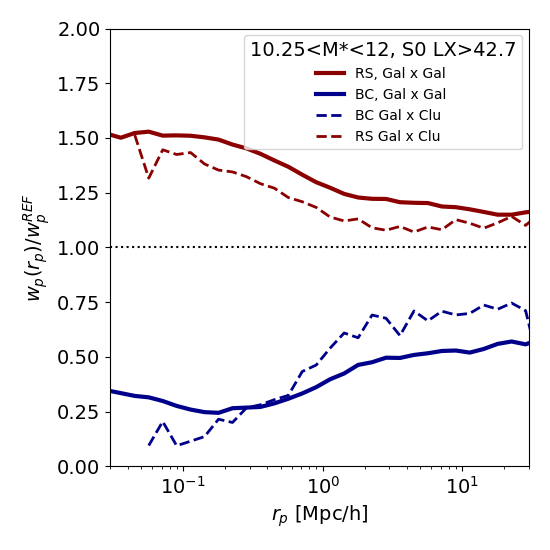 2.00
1.75
1.50
1.25
1.00
0.75
0.50
0.25
0.00
w_p(r_p)/w_p^{REF}
10.25<M*<12, S0 LX>42.7
RS, Gal x Gal
BC, Gal x Gal
BC Gal x Clu
RS Gal x Clu
10^{-1}
10^0
10^1
r_p [Mpc/h]